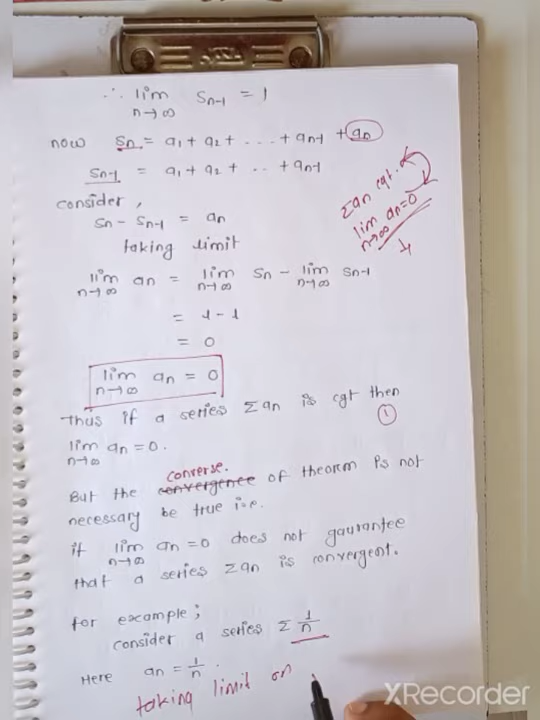 ∴ lim n→∞ Sn-1 = 1
now Sn = a1 + a2 + ... + an-1 + an
Sn-1 = a1 + a2 + .. + an-1
consider,
Sn - Sn-1 = an
taking limit
lim n→∞ an = lim n→∞ Sn - lim n→∞ Sn-1
= 1 - 1
= 0
lim n→∞ an = 0
Σan cgt.
lim n→∞ an = 0
Thus if a series Σan is cgt then
①
lim n→∞ an = 0.
converse.
But the convergence of theorem is not
necessary be true i.e.
if lim n→∞ an = 0 does not gaurantee
that a series Σan is convergent.
for example;
consider a series Σ 1/n
Here an = 1/n .
taking limit on
XRecorder